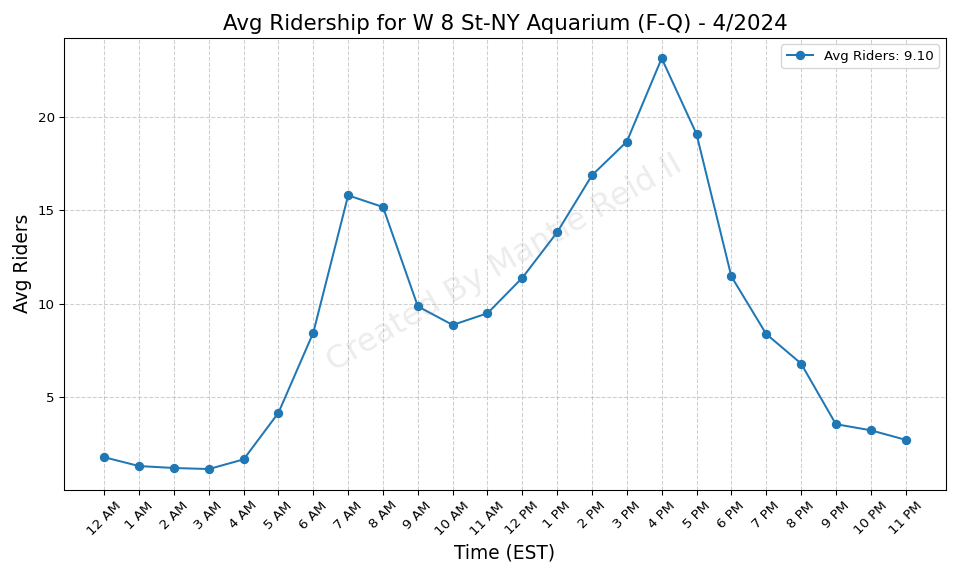 Avg Ridership for W 8 St-NY Aquarium (F-Q) - 4/2024
Avg Riders: 9.10
20
15
10
5
Avg Riders
Created By Mantie Reid II
12 AM 1 AM 2 AM 3 AM 4 AM 5 AM 6 AM 7 AM 8 AM 9 AM 10 AM 11 AM 12 PM 1 PM 2 PM 3 PM 4 PM 5 PM 6 PM 7 PM 8 PM 9 PM 10 PM 11 PM
Time (EST)